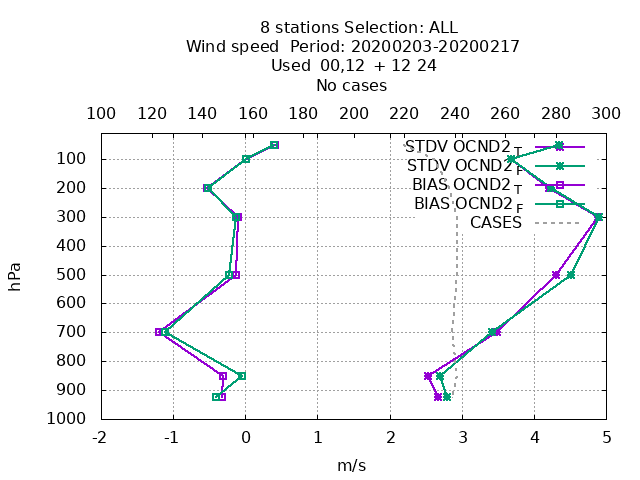 8 stations Selection: ALL
Wind speed  Period: 20200203-20200217
Used  00,12  + 12 24
No cases
100 120 140 160 180 200 220 240 260 280 300
STDV OCND2 T
STDV OCND2 F
BIAS OCND2 T
BIAS OCND2 F
CASES
hPa
100
200
300
400
500
600
700
800
900
1000
-2 -1 0 1 2 3 4 5
m/s